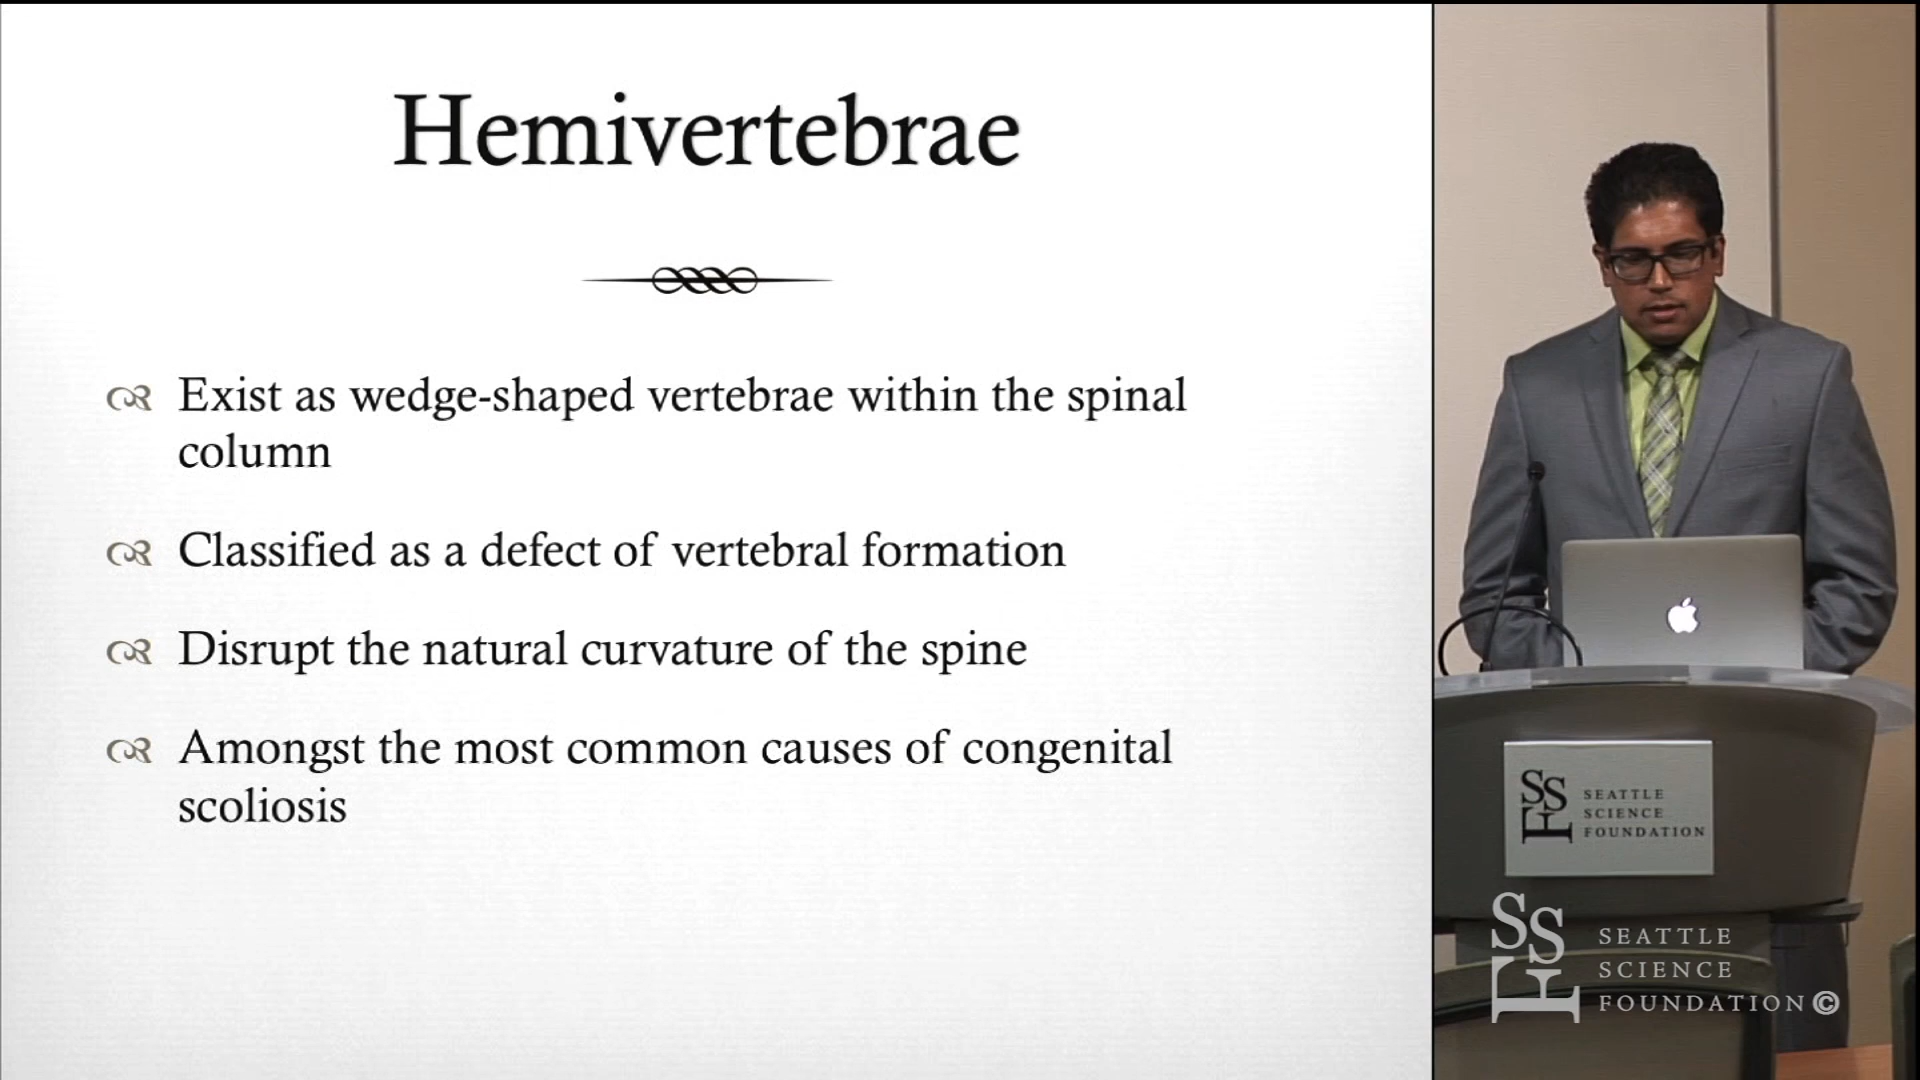 Hemivertebrae
Exist as wedge-shaped vertebrae within the spinal
column
Classified as a defect of vertebral formation
Disrupt the natural curvature of the spine
Amongst the most common causes of congenital
scoliosis
SSF
SEATTLE
SCIENCE
FOUNDATION
SSF
SEATTLE
SCIENCE
FOUNDATION©